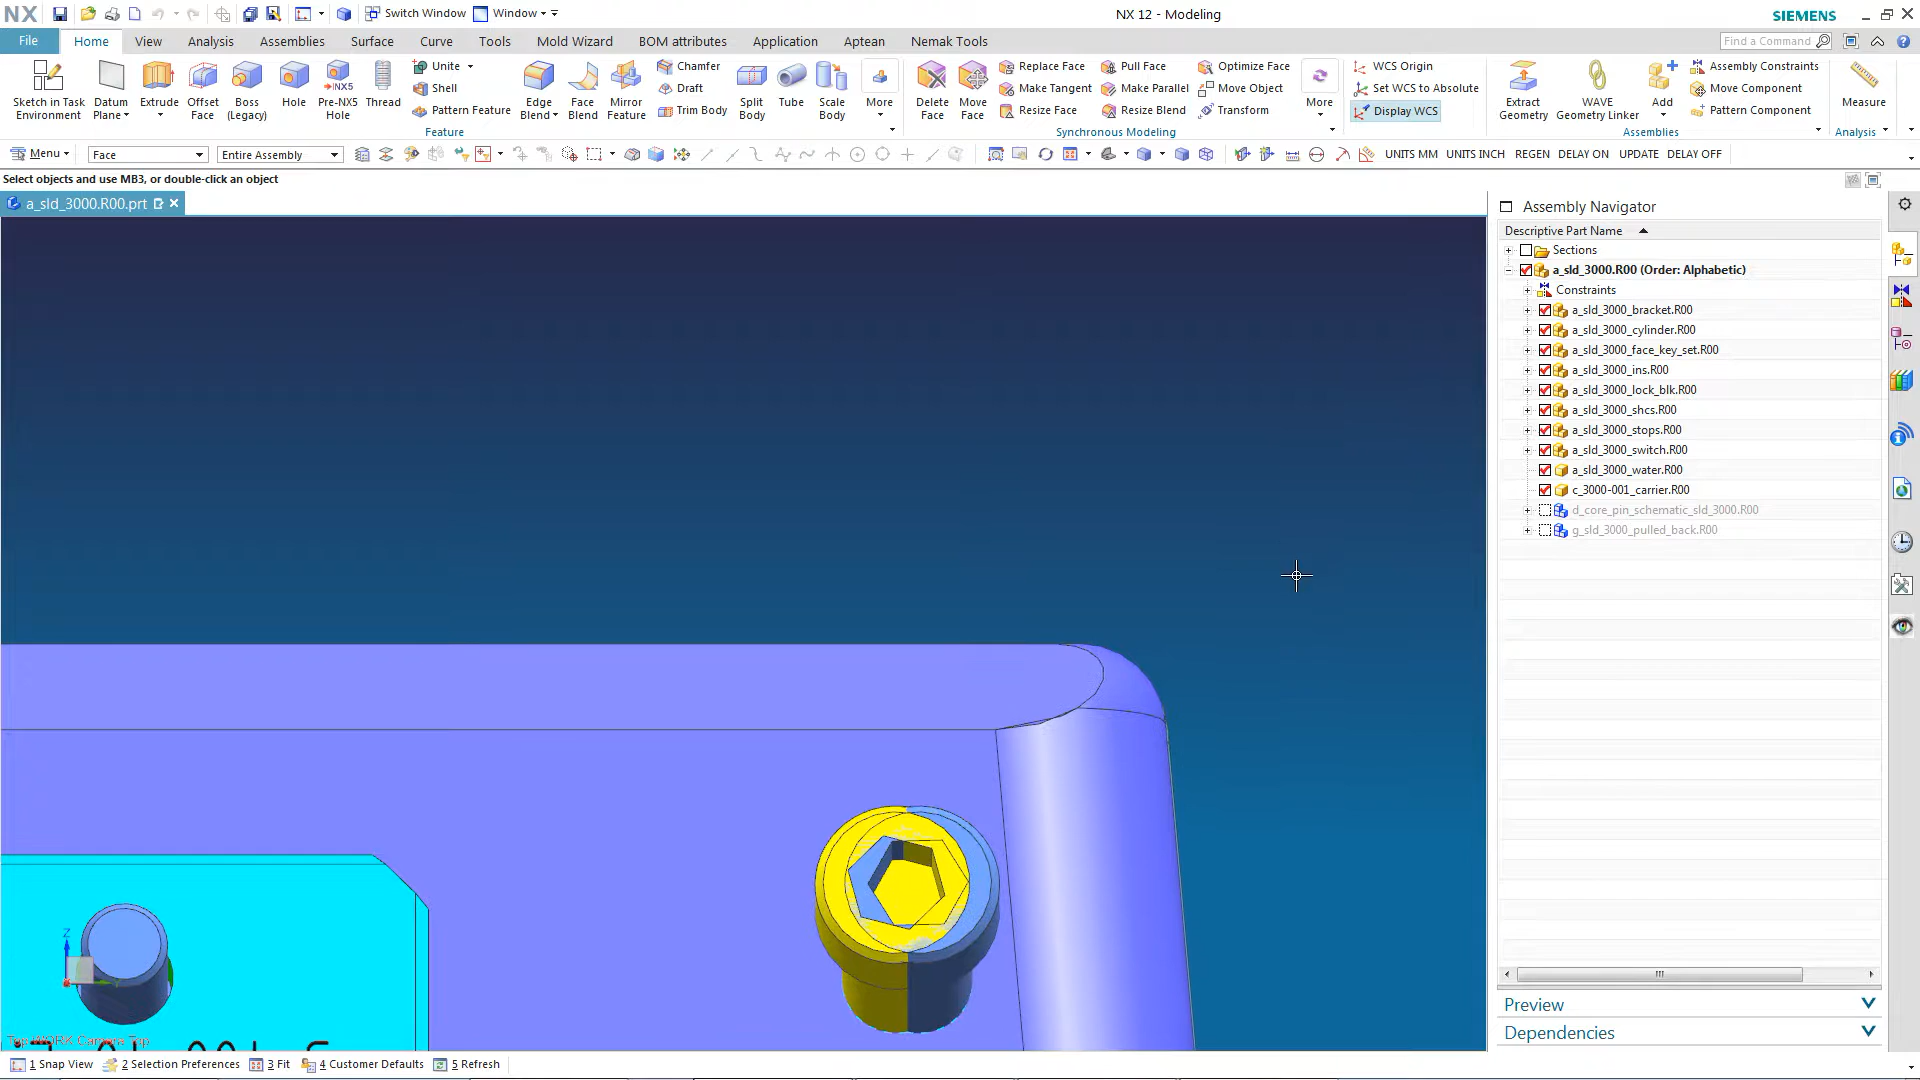 NX Switch Window Window NX 12 - Modeling SIEMENS
File Home View Analysis Assemblies Surface Curve Tools Mold Wizard BOM attributes Application Aptean Nemak Tools Find a Command
Sketch in Task Environment Datum Plane Extrude Offset Face Boss (Legacy) Hole Pre-NX5 Hole Thread Unite Shell Pattern Feature Edge Blend Face Blend Mirror Feature Chamfer Draft Trim Body Split Body Tube Scale Body More
Delete Face Move Face Replace Face Make Tangent Resize Face Pull Face Make Parallel Resize Blend Optimize Face Move Object Transform More
WCS Origin Set WCS to Absolute Display WCS Extract Geometry WAVE Geometry Linker Add Assembly Constraints Move Component Pattern Component Measure
Feature Synchronous Modeling Assemblies Analysis
Menu Face Entire Assembly UNITS MM UNITS INCH REGEN DELAY ON UPDATE DELAY OFF
Select objects and use MB3, or double-click an object
a_sld_3000.R00.prt
Assembly Navigator
Descriptive Part Name
Sections
a_sld_3000.R00 (Order: Alphabetic)
Constraints
a_sld_3000_bracket.R00
a_sld_3000_cylinder.R00
a_sld_3000_face_key_set.R00
a_sld_3000_ins.R00
a_sld_3000_lock_blk.R00
a_sld_3000_shcs.R00
a_sld_3000_stops.R00
a_sld_3000_switch.R00
a_sld_3000_water.R00
c_3000-001_carrier.R00
d_core_pin_schematic_sld_3000.R00
g_sld_3000_pulled_back.R00
Preview
Dependencies
Z
Top WORK Camera Top
1 Snap View 2 Selection Preferences 3 Fit 4 Customer Defaults 5 Refresh